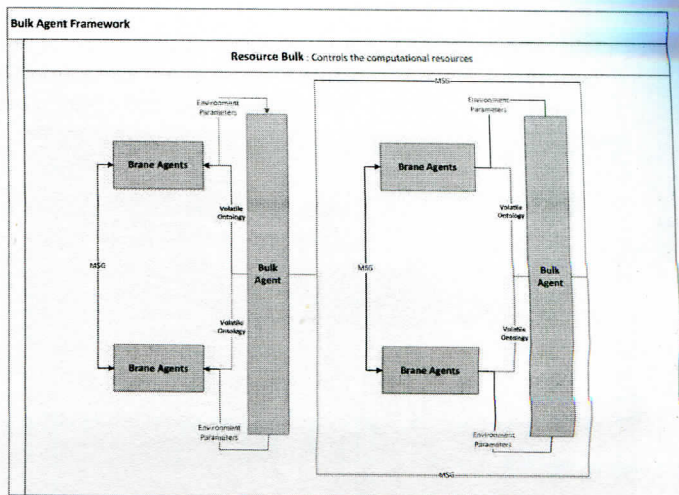 Bulk Agent Framework
Resource Bulk : Controls the computational resources
MSG
Environment
Parameters
Brane Agents
Volatile
Ontology
MSG
Bulk
Agent
Volatile
Ontology
Brane Agents
Environment
Parameters
Environment
Parameters
Brane Agents
Volatile
Ontology
MSG
Bulk
Agent
Volatile
Ontology
Brane Agents
Environment
Parameters
MSG